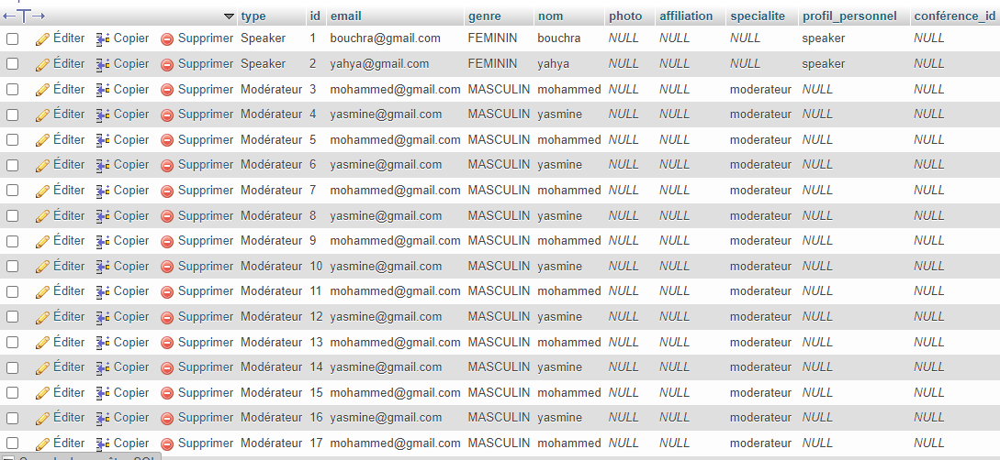 type id email genre nom photo affiliation specialite profil_personnel conférence_id
Éditer Copier Supprimer Speaker 1 bouchra@gmail.com FEMININ bouchra NULL NULL NULL speaker NULL
Éditer Copier Supprimer Speaker 2 yahya@gmail.com FEMININ yahya NULL NULL NULL speaker NULL
Éditer Copier Supprimer Modérateur 3 mohammed@gmail.com MASCULIN mohammed NULL NULL moderateur NULL NULL
Éditer Copier Supprimer Modérateur 4 yasmine@gmail.com MASCULIN yasmine NULL NULL moderateur NULL NULL
Éditer Copier Supprimer Modérateur 5 mohammed@gmail.com MASCULIN mohammed NULL NULL moderateur NULL NULL
Éditer Copier Supprimer Modérateur 6 yasmine@gmail.com MASCULIN yasmine NULL NULL moderateur NULL NULL
Éditer Copier Supprimer Modérateur 7 mohammed@gmail.com MASCULIN mohammed NULL NULL moderateur NULL NULL
Éditer Copier Supprimer Modérateur 8 yasmine@gmail.com MASCULIN yasmine NULL NULL moderateur NULL NULL
Éditer Copier Supprimer Modérateur 9 mohammed@gmail.com MASCULIN mohammed NULL NULL moderateur NULL NULL
Éditer Copier Supprimer Modérateur 10 yasmine@gmail.com MASCULIN yasmine NULL NULL moderateur NULL NULL
Éditer Copier Supprimer Modérateur 11 mohammed@gmail.com MASCULIN mohammed NULL NULL moderateur NULL NULL
Éditer Copier Supprimer Modérateur 12 yasmine@gmail.com MASCULIN yasmine NULL NULL moderateur NULL NULL
Éditer Copier Supprimer Modérateur 13 mohammed@gmail.com MASCULIN mohammed NULL NULL moderateur NULL NULL
Éditer Copier Supprimer Modérateur 14 yasmine@gmail.com MASCULIN yasmine NULL NULL moderateur NULL NULL
Éditer Copier Supprimer Modérateur 15 mohammed@gmail.com MASCULIN mohammed NULL NULL moderateur NULL NULL
Éditer Copier Supprimer Modérateur 16 yasmine@gmail.com MASCULIN yasmine NULL NULL moderateur NULL NULL
Éditer Copier Supprimer Modérateur 17 mohammed@gmail.com MASCULIN mohammed NULL NULL moderateur NULL NULL